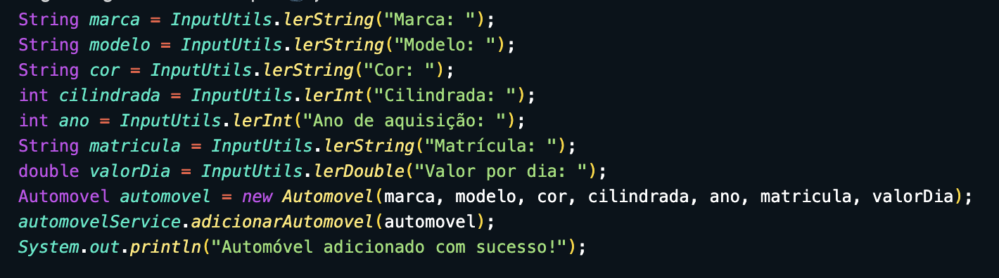 String marca = InputUtils.lerString("Marca: ");
String modelo = InputUtils.lerString("Modelo: ");
String cor = InputUtils.lerString("Cor: ");
int cilindrada = InputUtils.lerInt("Cilindrada: ");
int ano = InputUtils.lerInt("Ano de aquisição: ");
String matricula = InputUtils.lerString("Matrícula: ");
double valorDia = InputUtils.lerDouble("Valor por dia: ");
Automovel automovel = new Automovel(marca, modelo, cor, cilindrada, ano, matricula, valorDia);
automovelService.adicionarAutomovel(automovel);
System.out.println("Automóvel adicionado com sucesso!");